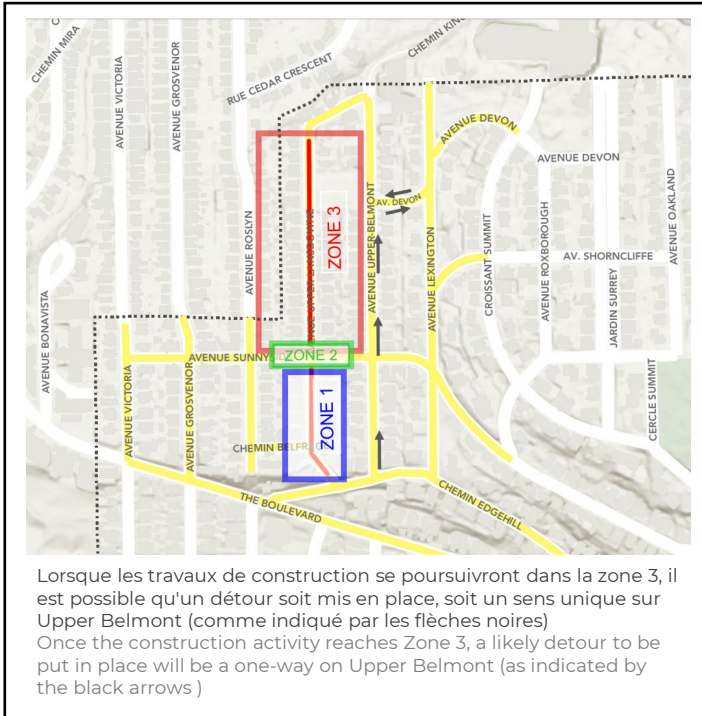 CHEMIN MIRA
C
AVENUE VICTORIA
AVENUE GROSVENOR
RUE CEDAR CRESCENT
CHEMIN KING
AVENUE DEVON
AVENUE DEVON
AV. DEVON
AVENUE ROSLYN
ZONE 3
AVENUE UPPER-BELMONT
AVENUE LEXINGTON
CROISSANT SUMMIT
AVENUE ROXBOROUGH
AV. SHORNCLIFFE
AVENUE OAKLAND
JARDIN SURREY
AVENUE BONAVISTA
AVENUE SUNNYSID
ZONE 2
AVENUE VICTORIA
AVENUE GROSVENOR
CHEMIN BELFR
ZONE 1
CERCLE SUMMIT
THE BOULEVARD
CHEMIN EDGEHILL
Lorsque les travaux de construction se poursuivront dans la zone 3, il
est possible qu'un détour soit mis en place, soit un sens unique sur
Upper Belmont (comme indiqué par les flèches noires)
Once the construction activity reaches Zone 3, a likely detour to be
put in place will be a one-way on Upper Belmont (as indicated by
the black arrows )